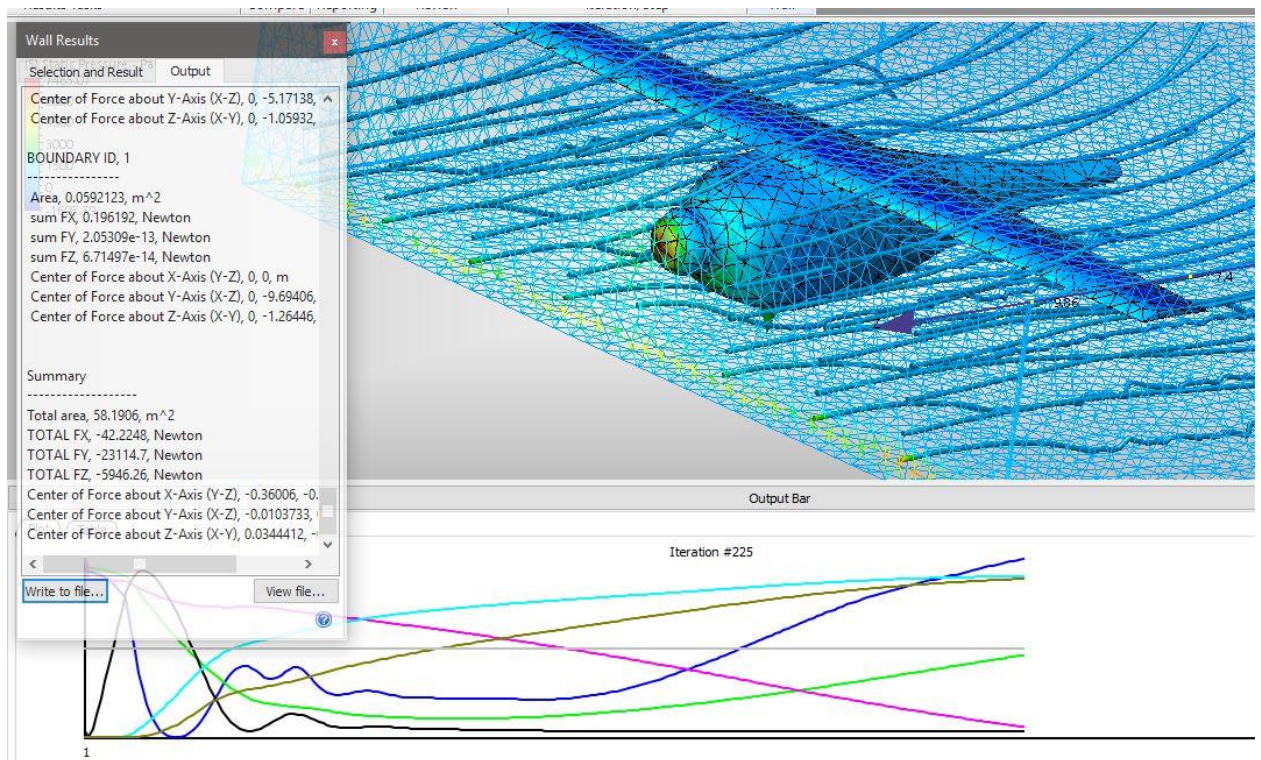 Wall Results
x
Selection and Result Output
Center of Force about Y-Axis (X-Z), 0, -5.17138,
Center of Force about Z-Axis (X-Y), 0, -1.05932,
3000
BOUNDARY ID, 1
----------------
Area, 0.0592123, m^2
sum FX, 0.196192, Newton
sum FY, 2.05309e-13, Newton
sum FZ, 6.71497e-14, Newton
Center of Force about X-Axis (Y-Z), 0, 0, m
Center of Force about Y-Axis (X-Z), 0, -9.69406,
Center of Force about Z-Axis (X-Y), 0, -1.26446,
Summary
-------------------
Total area, 58.1906, m^2
TOTAL FX, -42.2248, Newton
TOTAL FY, -23114.7, Newton
TOTAL FZ, -5946.26, Newton
Center of Force about X-Axis (Y-Z), -0.36006, -0.
Center of Force about Y-Axis (X-Z), -0.0103733,
Center of Force about Z-Axis (X-Y), 0.0344412, -
Write to file... View file...
?
7.4
Output Bar
Iteration #225
1